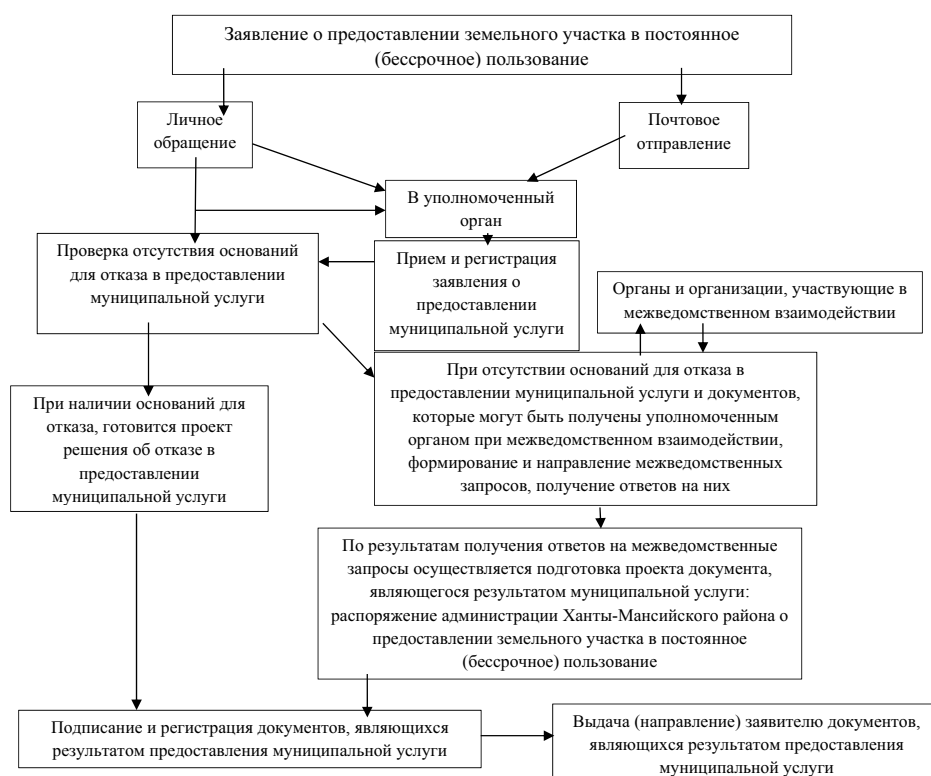 Заявление о предоставлении земельного участка в постоянное
(бессрочное) пользование
Личное
обращение
Почтовое
отправление
В уполномоченный
орган
Проверка отсутствия оснований
для отказа в предоставлении
муниципальной услуги
Прием и регистрация
заявления о
предоставлении
муниципальной услуги
Органы и организации, участвующие в
межведомственном взаимодействии
При отсутствии оснований для отказа в
предоставлении муниципальной услуги и документов,
которые могут быть получены уполномоченным
органом при межведомственном взаимодействии,
формирование и направление межведомственных
запросов, получение ответов на них
При наличии оснований для
отказа, готовится проект
решения об отказе в
предоставлении
муниципальной услуги
По результатам получения ответов на межведомственные
запросы осуществляется подготовка проекта документа,
являющегося результатом муниципальной услуги:
распоряжение администрации Ханты-Мансийского района о
предоставлении земельного участка в постоянное
(бессрочное) пользование
Подписание и регистрация документов, являющихся
результатом предоставления муниципальной услуги
Выдача (направление) заявителю документов,
являющихся результатом предоставления
муниципальной услуги